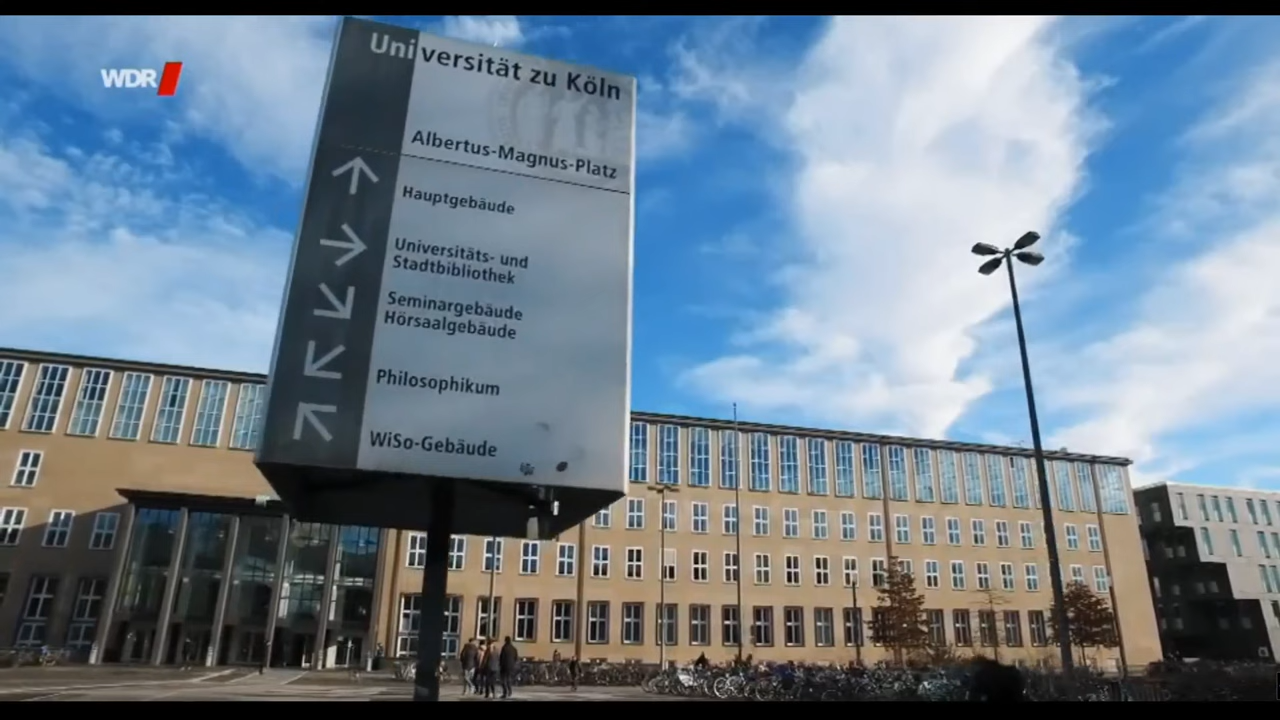 WDR
Universität zu Köln
Albertus-Magnus-Platz
Hauptgebäude
Universitäts- und
Stadtbibliothek
Seminargebäude
Hörsaalgebäude
Philosophikum
WiSo-Gebäude